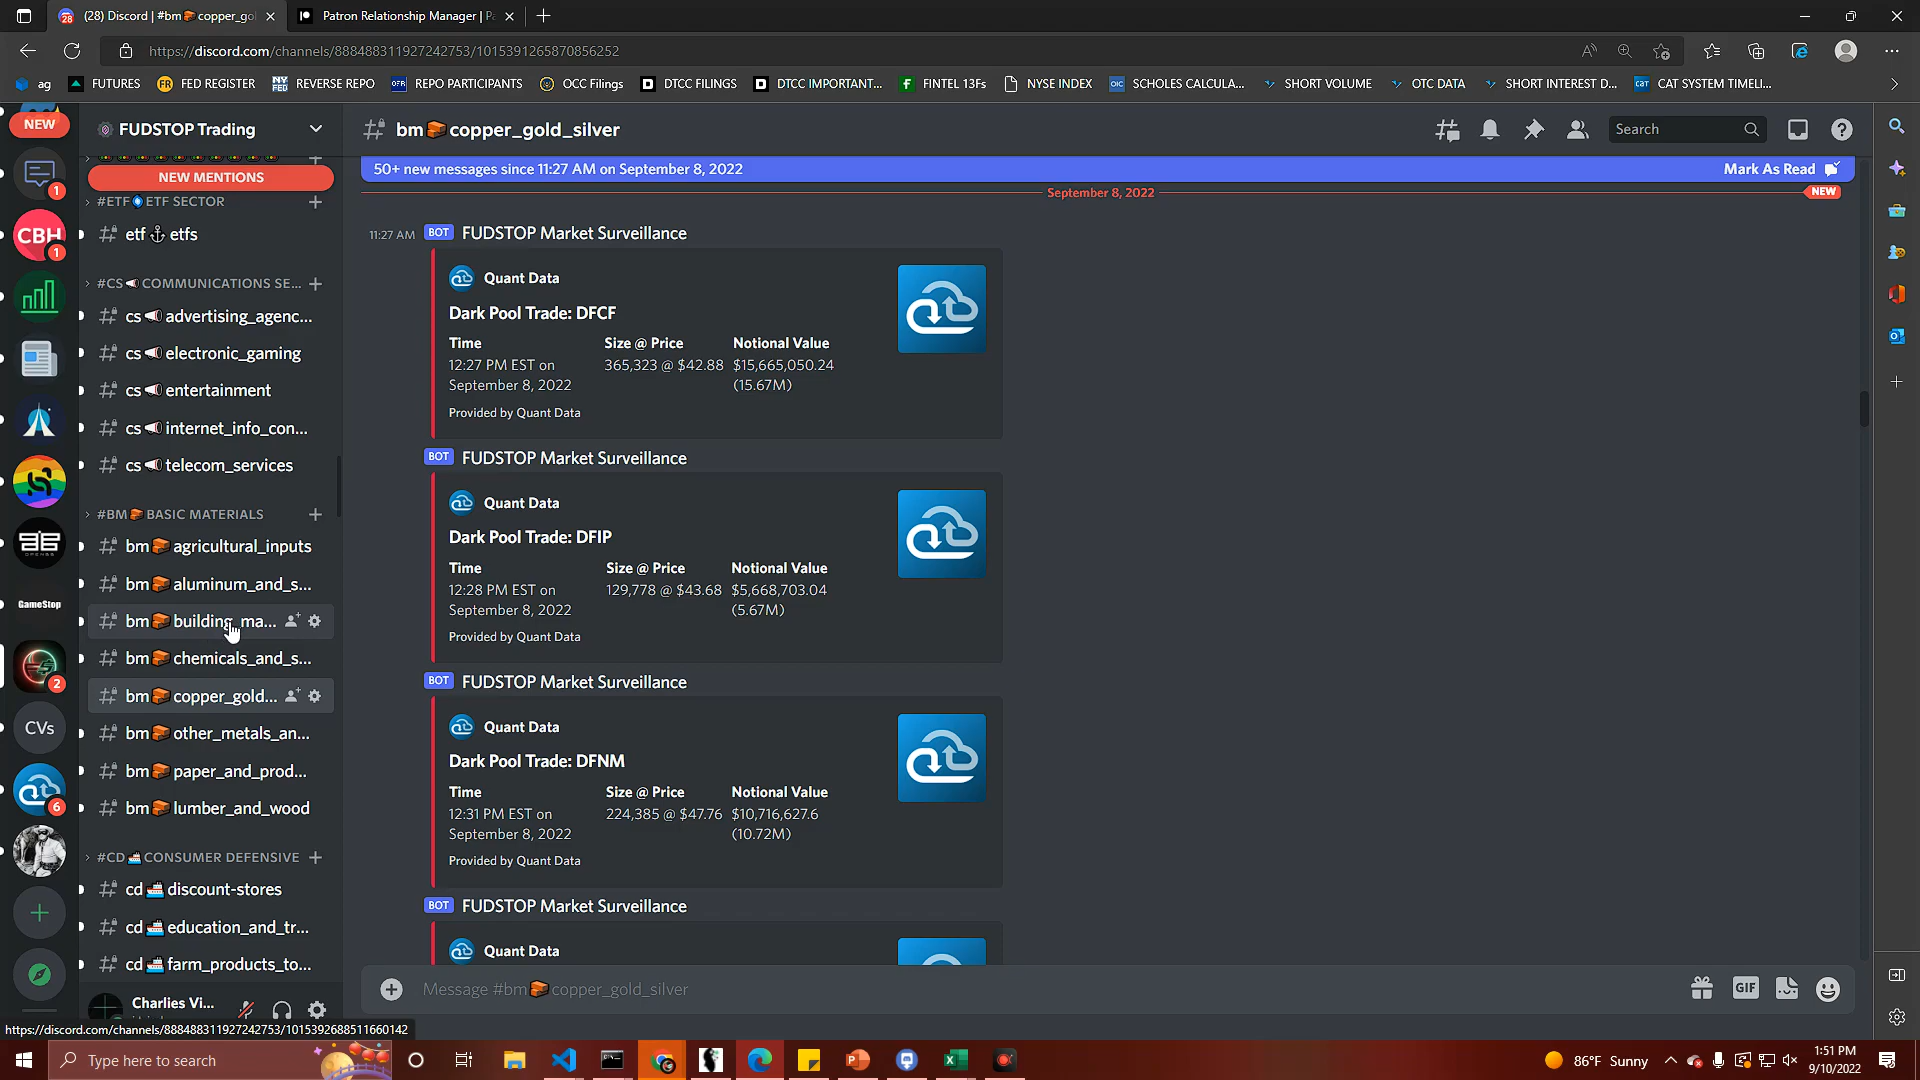 (28) Discord | #bm copper_go
Patron Relationship Manager | P
https://discord.com/channels/888488311927242753/1015391265870856252
ag
FUTURES
FED REGISTER
REVERSE REPO
REPO PARTICIPANTS
OCC Filings
DTCC FILINGS
DTCC IMPORTANT...
FINTEL 13Fs
NYSE INDEX
SCHOLES CALCULA...
SHORT VOLUME
OTC DATA
SHORT INTEREST D...
CAT SYSTEM TIMELI...
NEW
FUDSTOP Trading
bm copper_gold_silver
Search
50+ new messages since 11:27 AM on September 8, 2022
Mark As Read
September 8, 2022
NEW
NEW MENTIONS
#ETF ETF SECTOR
etf etfs
#CS COMMUNICATIONS SE...
cs advertising_agenc...
cs electronic_gaming
cs entertainment
cs internet_info_con...
cs telecom_services
#BM BASIC MATERIALS
bm agricultural_inputs
bm aluminum_and_s...
bm building_ma...
bm chemicals_and_s...
bm copper_gold...
bm other_metals_an...
bm paper_and_prod...
bm lumber_and_wood
#CD CONSUMER DEFENSIVE
cd discount-stores
cd education_and_tr...
cd farm_products_to...
1
CBH
1
GameStop
2
CVs
6
Charlies Vi...
11:27 AM BOT FUDSTOP Market Surveillance
Quant Data
Dark Pool Trade: DFCF
Time Size @ Price Notional Value
12:27 PM EST on 365,323 @ $42.88 $15,665,050.24
September 8, 2022 (15.67M)
Provided by Quant Data
BOT FUDSTOP Market Surveillance
Quant Data
Dark Pool Trade: DFIP
Time Size @ Price Notional Value
12:28 PM EST on 129,778 @ $43.68 $5,668,703.04
September 8, 2022 (5.67M)
Provided by Quant Data
BOT FUDSTOP Market Surveillance
Quant Data
Dark Pool Trade: DFNM
Time Size @ Price Notional Value
12:31 PM EST on 224,385 @ $47.76 $10,716,627.6
September 8, 2022 (10.72M)
Provided by Quant Data
BOT FUDSTOP Market Surveillance
Quant Data
Message #bm copper_gold_silver
GIF
https://discord.com/channels/888488311927242753/1015392688511660142
Type here to search
86°F Sunny
1:51 PM
9/10/2022